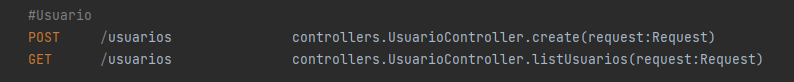 #Usuario
POST /usuarios controllers.UsuarioController.create(request:Request)
GET /usuarios controllers.UsuarioController.listUsuarios(request:Request)